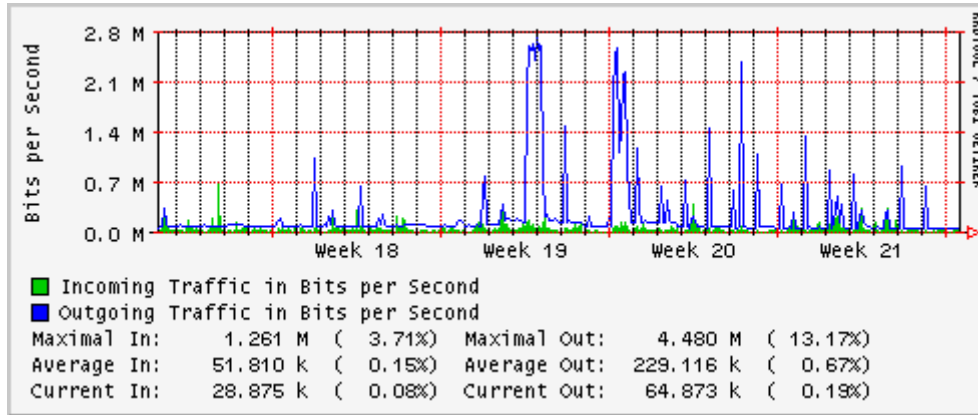 2.8 M
2.1 M
1.4 M
0.7 M
0.0 M
Bits per Second
Week 18 Week 19 Week 20 Week 21
Incoming Traffic in Bits per Second
Outgoing Traffic in Bits per Second
Maximal In: 1.261 M ( 3.71%) Maximal Out: 4.480 M ( 13.17%)
Average In: 51.810 k ( 0.15%) Average Out: 229.116 k ( 0.67%)
Current In: 28.875 k ( 0.08%) Current Out: 64.873 k ( 0.19%)